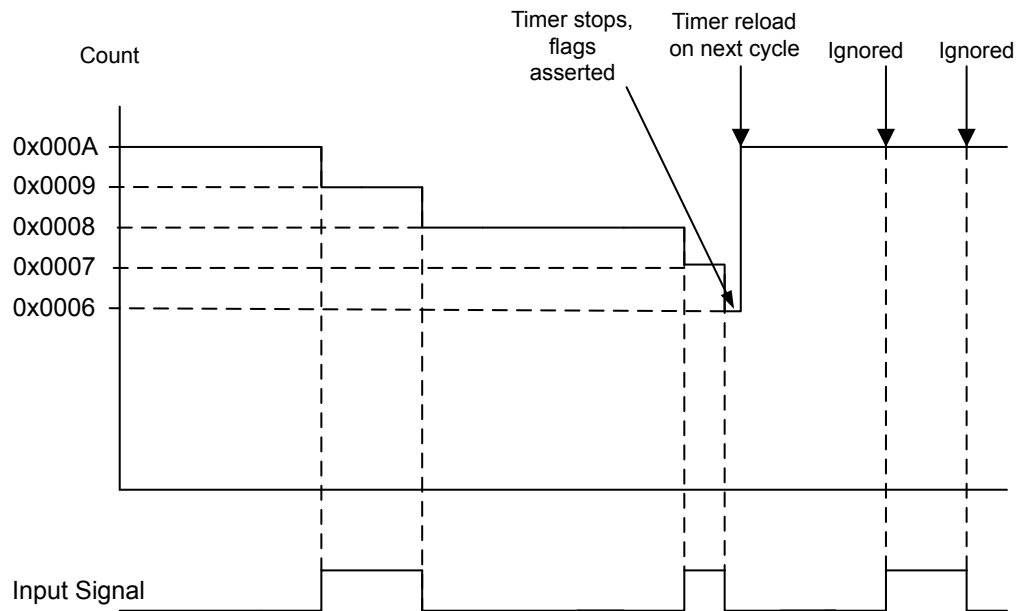 Timer stops,
flags
asserted
Timer reload
on next cycle
Ignored
Ignored
Count
0x000A
0x0009
0x0008
0x0007
0x0006
Input Signal